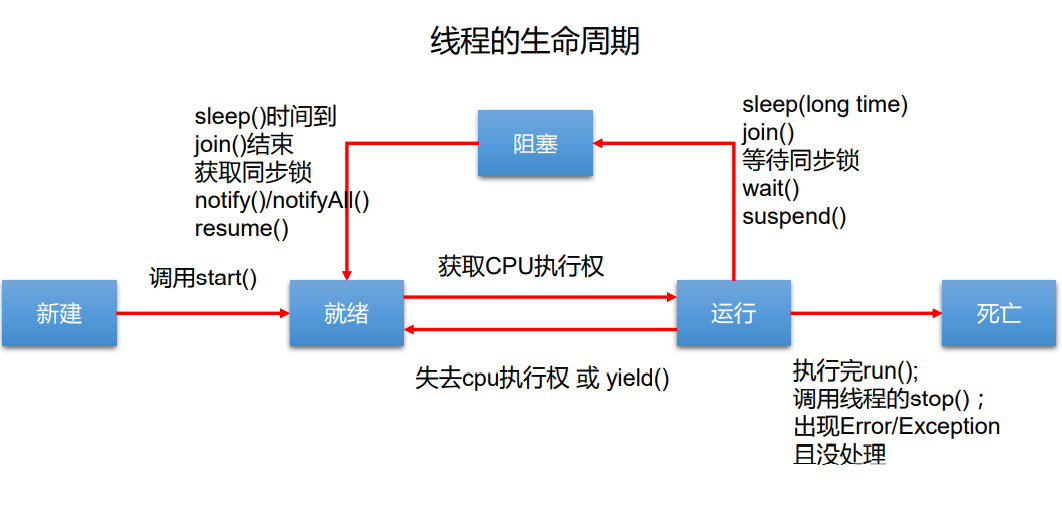 线程的生命周期
sleep()时间到
join()结束
获取同步锁
notify()/notifyAll()
resume()
阻塞
sleep(long time)
join()
等待同步锁
wait()
suspend()
调用start()
获取CPU执行权
新建
就绪
运行
死亡
失去cpu执行权 或 yield()
执行完run();
调用线程的stop()；
出现Error/Exception
且没处理